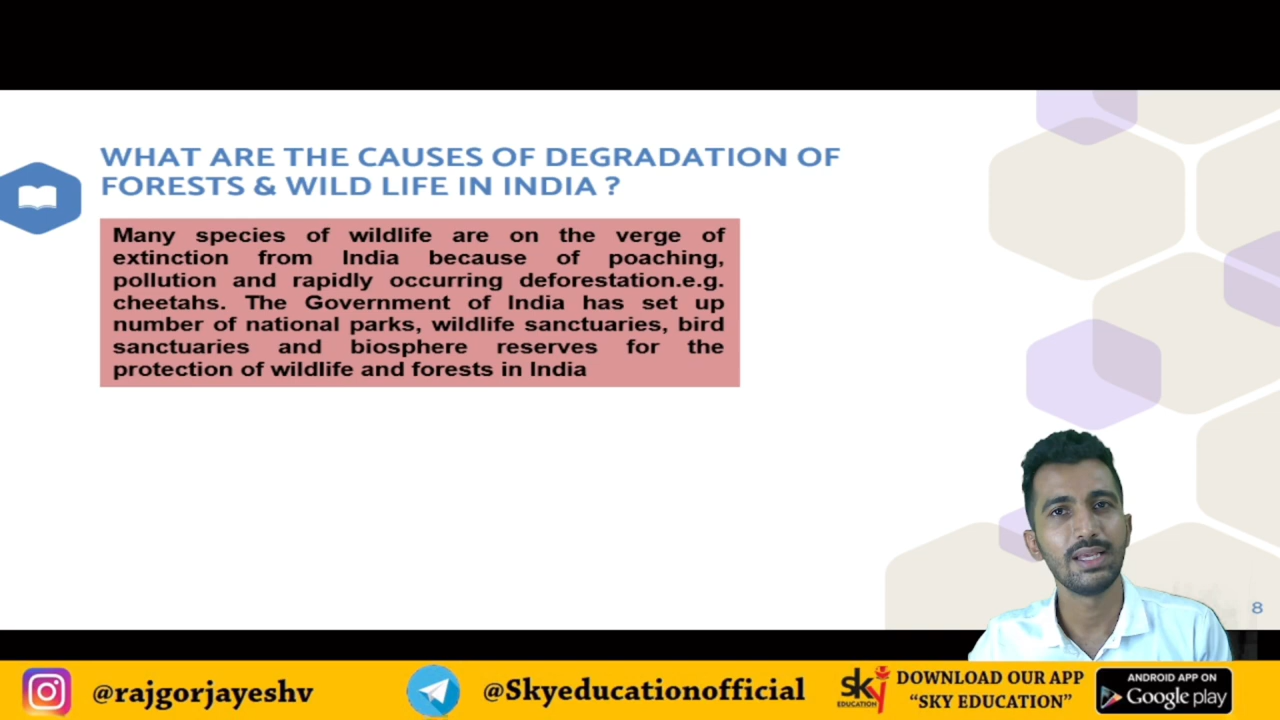 WHAT ARE THE CAUSES OF DEGRADATION OF
FORESTS & WILD LIFE IN INDIA ?
Many species of wildlife are on the verge of
extinction from India because of poaching,
pollution and rapidly occurring deforestation.e.g.
cheetahs. The Government of India has set up
number of national parks, wildlife sanctuaries, bird
sanctuaries and biosphere reserves for the
protection of wildlife and forests in India
8
@rajgorjayeshv
@Skyeducationofficial
sky
EDUCATION
DOWNLOAD OUR APP
“SKY EDUCATION”
ANDROID APP ON
Google play